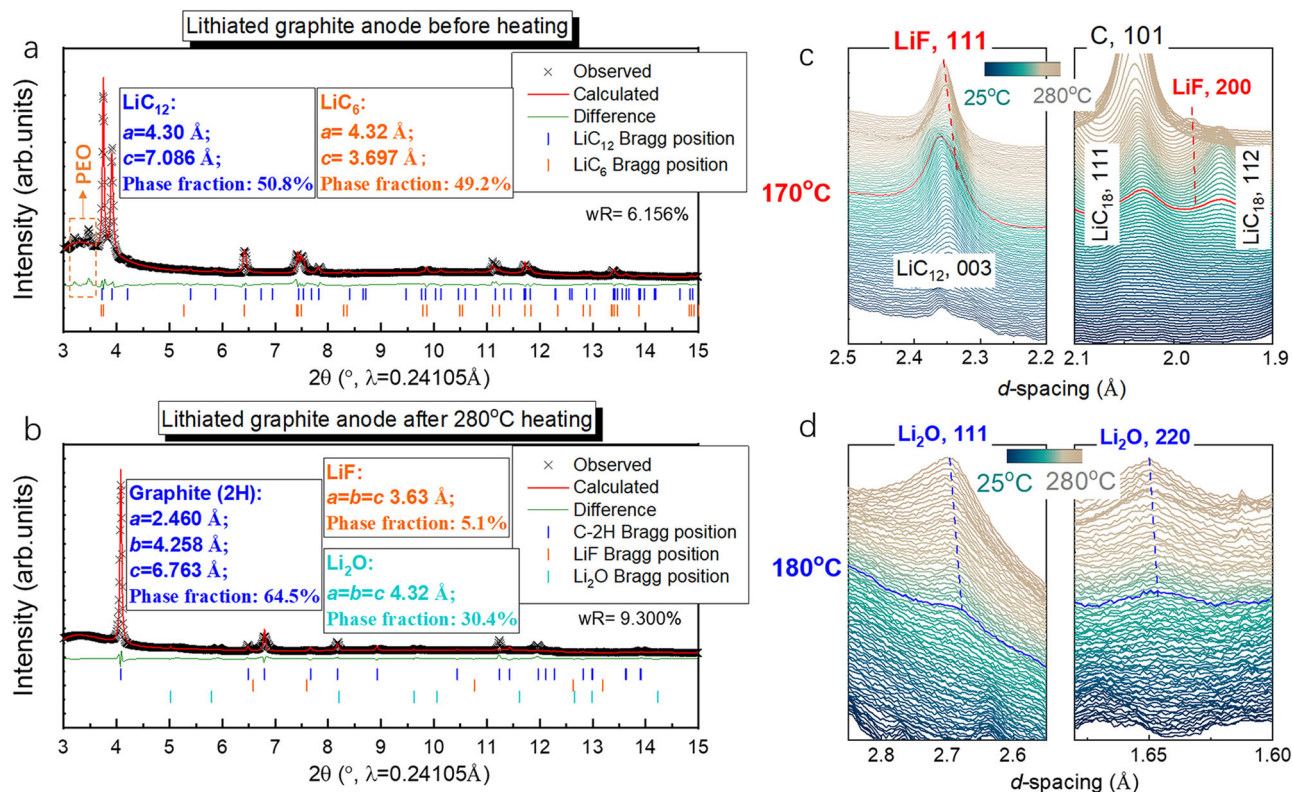 a
Lithiated graphite anode before heating
Intensity (arb.units)
PEO
LiC₁₂:
a=4.30 Å;
c=7.086 Å;
Phase fraction: 50.8%
LiC₆:
a= 4.32 Å;
c= 3.697 Å;
Phase fraction: 49.2%
Observed
Calculated
Difference
LiC₁₂ Bragg position
LiC₆ Bragg position
wR= 6.156%
3 4 5 6 7 8 9 10 11 12 13 14 15
2θ (°, λ=0.24105Å)
b
Lithiated graphite anode after 280°C heating
Intensity (arb.units)
Graphite (2H):
a=2.460 Å;
b=4.258 Å;
c=6.763 Å;
Phase fraction: 64.5%
LiF:
a=b=c 3.63 Å;
Phase fraction: 5.1%
Li₂O:
a=b=c 4.32 Å;
Phase fraction: 30.4%
Observed
Calculated
Difference
C-2H Bragg position
LiF Bragg position
Li₂O Bragg position
wR= 9.300%
3 4 5 6 7 8 9 10 11 12 13 14 15
2θ (°, λ=0.24105Å)
c
LiF, 111
25°C
280°C
C, 101
LiF, 200
170°C
LiC₁₂, 003
LiC₁₈, 111
LiC₁₈, 112
2.5 2.4 2.3 2.2
2.1 2.0 1.9
d-spacing (Å)
d
Li₂O, 111
25°C
280°C
Li₂O, 220
180°C
2.8 2.7 2.6
1.65 1.60
d-spacing (Å)